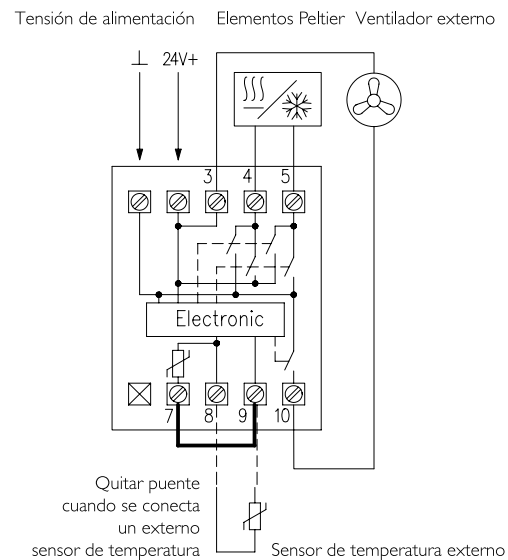 Tensión de alimentación Elementos Peltier Ventilador externo
⊥ 24V+
3 4 5
Electronic
7 8 9 10
Quitar puente
cuando se conecta
un externo
sensor de temperatura Sensor de temperatura externo